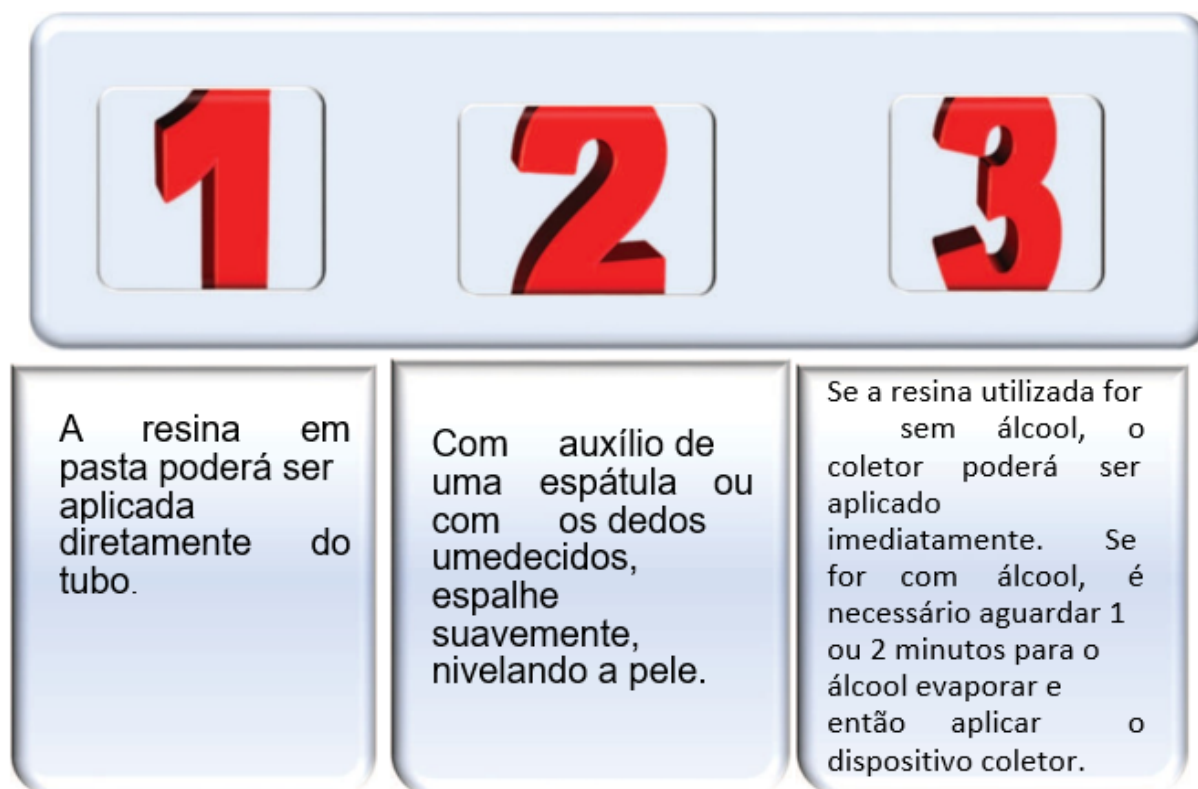 1
2
3
A resina em
pasta poderá ser
aplicada
diretamente do
tubo.
Com auxílio de
uma espátula ou
com os dedos
umedecidos,
espalhe
suavemente,
nivelando a pele.
Se a resina utilizada for
sem álcool, o
coletor poderá ser
aplicado
imediatamente. Se
for com álcool, é
necessário aguardar 1
ou 2 minutos para o
álcool evaporar e
então aplicar o
dispositivo coletor.